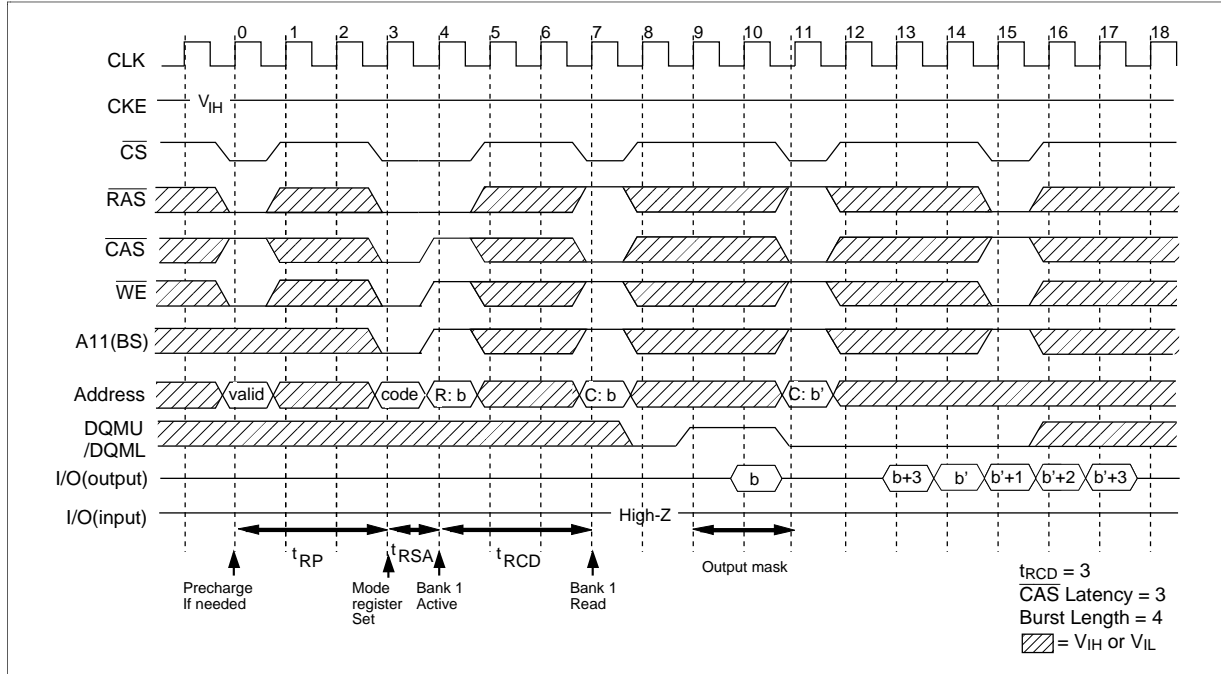 0 1 2 3 4 5 6 7 8 9 10 11 12 13 14 15 16 17 18
CLK
CKE VIH
CS
RAS
CAS
WE
A11(BS)
Address valid code R: b C: b C: b'
DQMU
/DQML
I/O(output) b b+3 b' b'+1 b'+2 b'+3
I/O(input) High-Z
tRP tRSA tRCD Output mask
Precharge
If needed
Mode
register
Set
Bank 1
Active
Bank 1
Read
tRCD = 3
CAS Latency = 3
Burst Length = 4
= VIH or VIL